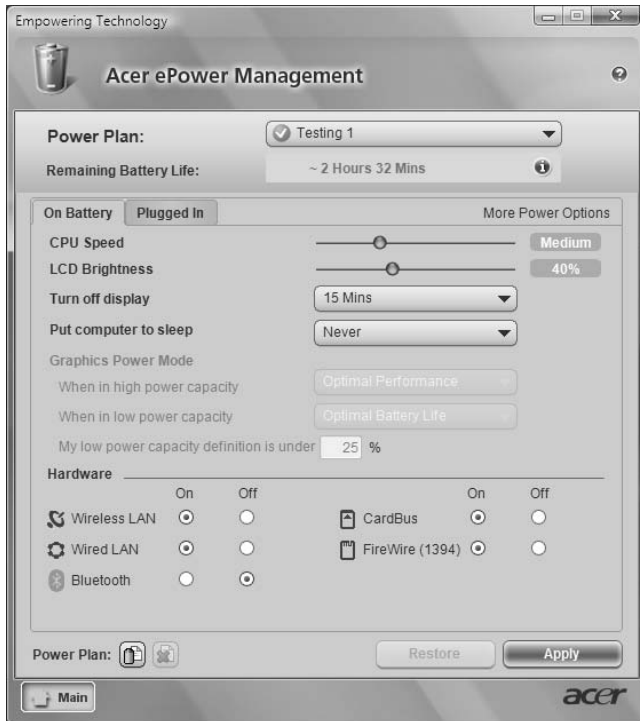 Empowering Technology
Acer ePower Management
Power Plan: Testing 1
Remaining Battery Life: ~ 2 Hours 32 Mins
On Battery Plugged In More Power Options
CPU Speed Medium
LCD Brightness 40%
Turn off display 15 Mins
Put computer to sleep Never
Graphics Power Mode
When in high power capacity Optimal Performance
When in low power capacity Optimal Battery Life
My low power capacity definition is under 25 %
Hardware
On Off On Off
Wireless LAN CardBus
Wired LAN FireWire (1394)
Bluetooth
Power Plan: Restore Apply
Main acer